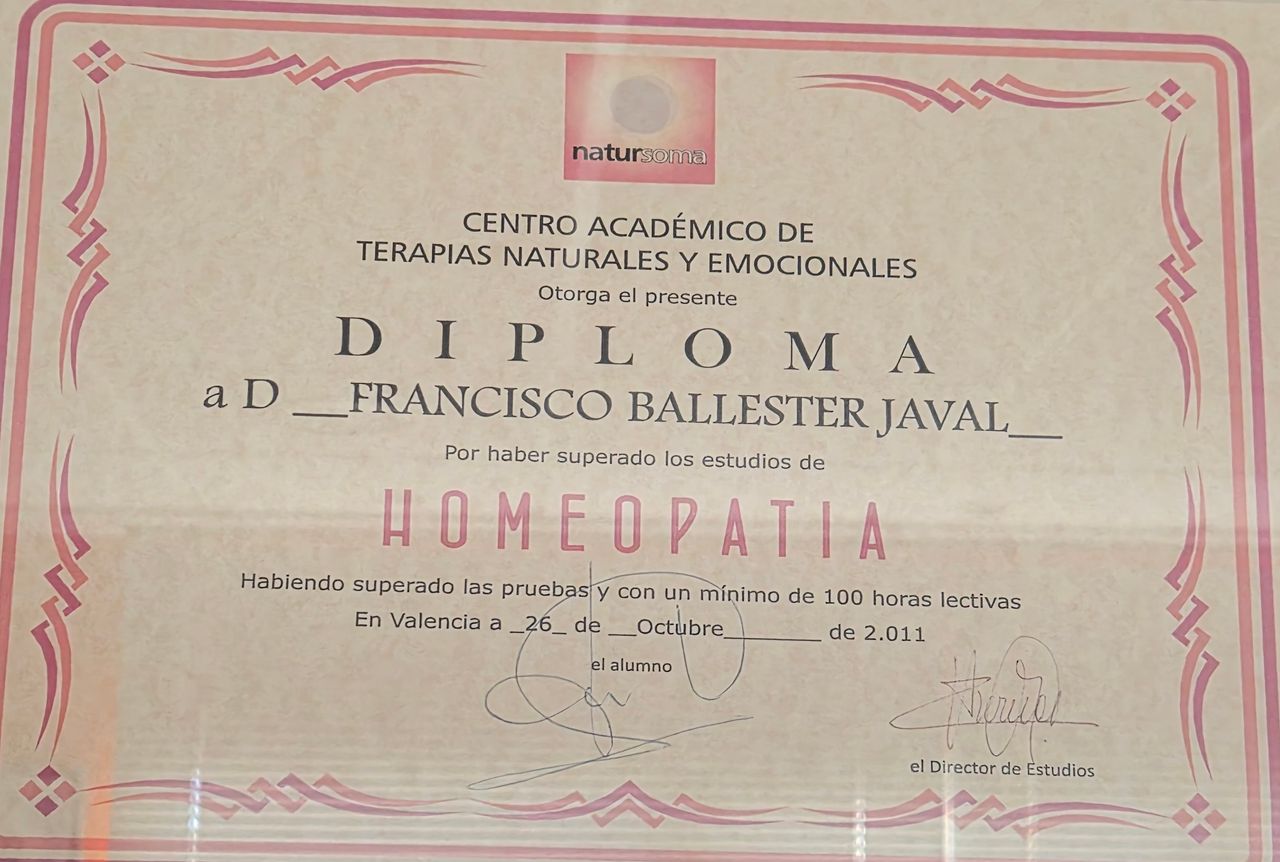 natursoma
CENTRO ACADÉMICO DE
TERAPIAS NATURALES Y EMOCIONALES
Otorga el presente
DIPLOMA
a D __FRANCISCO BALLESTER JAVAL__
Por haber superado los estudios de
HOMEOPATIA
Habiendo superado las pruebas y con un mínimo de 100 horas lectivas
En Valencia a _26_ de __Octubre________ de 2.011
el alumno
el Director de Estudios